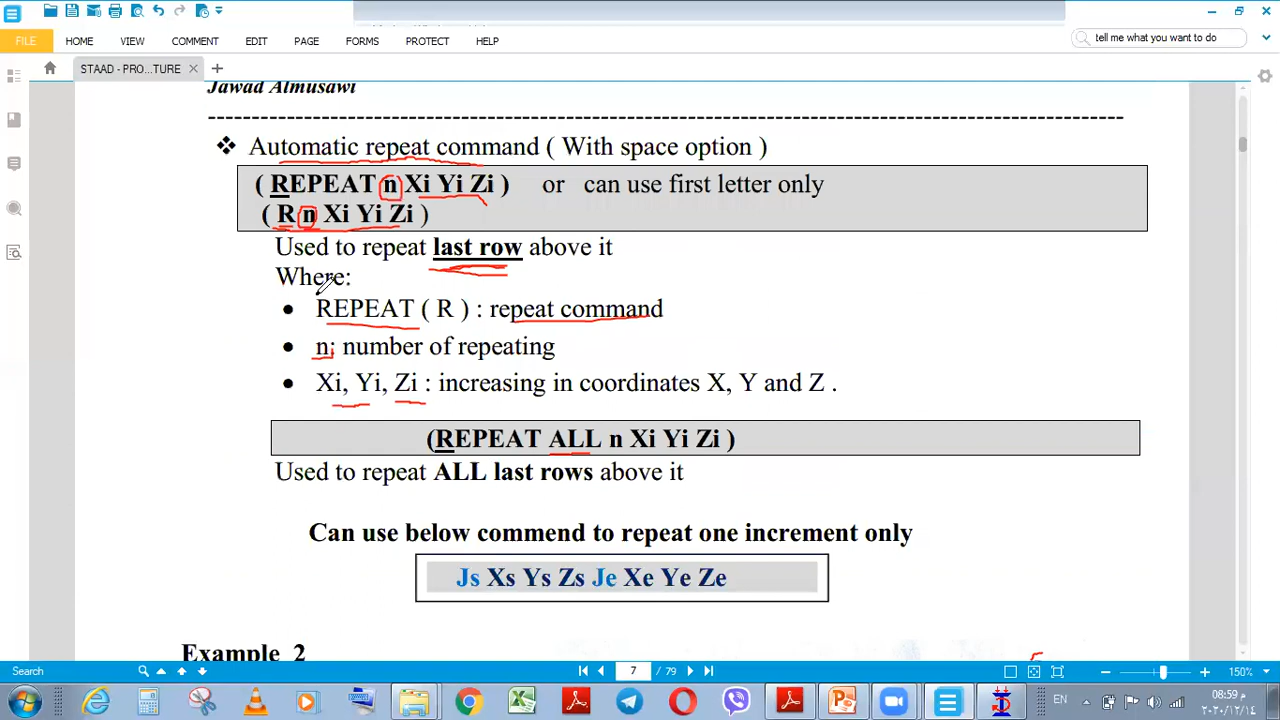 FILE HOME VIEW COMMENT EDIT PAGE FORMS PROTECT HELP
tell me what you want to do
STAAD - PRO...TURE
Jawad Almusawi
❖ Automatic repeat command ( With space option )
( REPEAT n Xi Yi Zi ) or can use first letter only
( R n Xi Yi Zi )
Used to repeat last row above it
Where:
• REPEAT ( R ) : repeat command
• n: number of repeating
• Xi, Yi, Zi : increasing in coordinates X, Y and Z .
(REPEAT ALL n Xi Yi Zi )
Used to repeat ALL last rows above it
Can use below commend to repeat one increment only
Js Xs Ys Zs Je Xe Ye Ze
Example 2
Search
7 / 79
150%
EN
08:59 م
٢٠٢٠/١٢/١٤